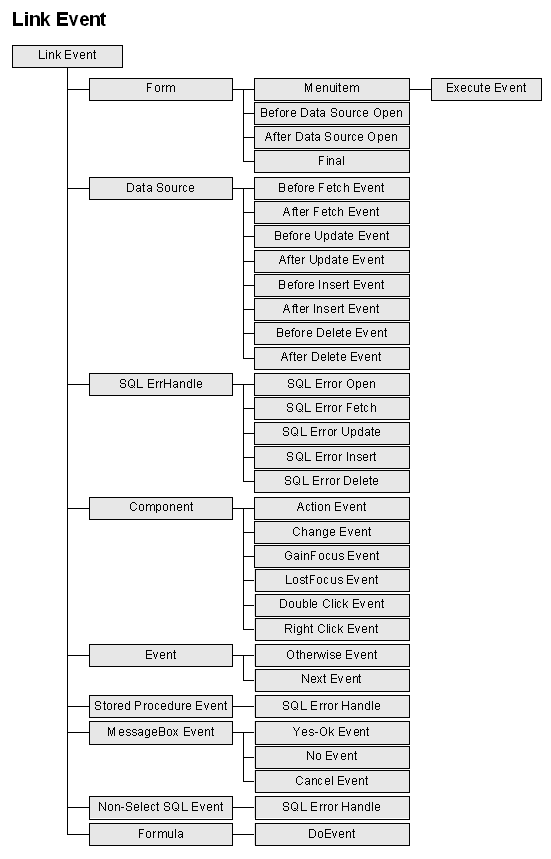 Link Event
Link Event
Form
Menuitem
Execute Event
Before Data Source Open
After Data Source Open
Final
Data Source
Before Fetch Event
After Fetch Event
Before Update Event
After Update Event
Before Insert Event
After Insert Event
Before Delete Event
After Delete Event
SQL ErrHandle
SQL Error Open
SQL Error Fetch
SQL Error Update
SQL Error Insert
SQL Error Delete
Component
Action Event
Change Event
GainFocus Event
LostFocus Event
Double Click Event
Right Click Event
Event
Otherwise Event
Next Event
Stored Procedure Event
SQL Error Handle
MessageBox Event
Yes-Ok Event
No Event
Cancel Event
Non-Select SQL Event
SQL Error Handle
Formula
DoEvent